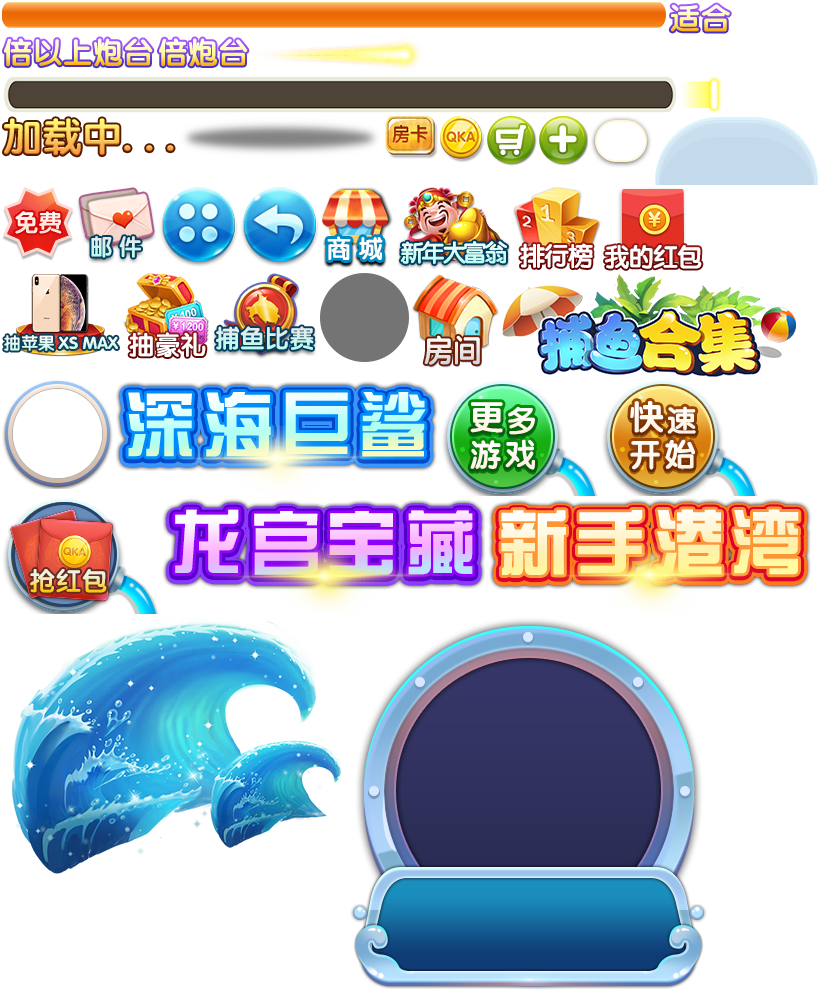 适合
倍以上炮台 倍炮台
加载中...
房卡
QKA
免费
邮件
商城
新年大富翁
2
1
3
排行榜
¥
我的红包
抽苹果 XS MAX
¥1200
抽豪礼
捕鱼比赛
房间
捕鱼合集
深海巨鲨
更多
游戏
快速
开始
QKA
抢红包
龙宫宝藏
新手港湾